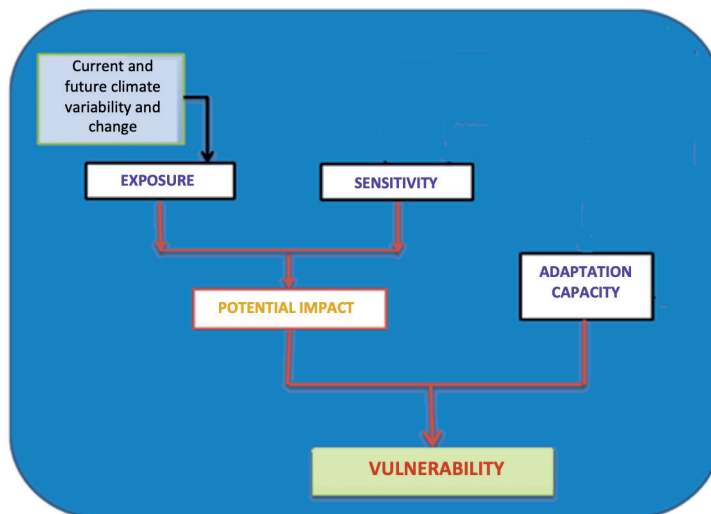 Current and
future climate
variability and
change
EXPOSURE
SENSITIVITY
ADAPTATION
CAPACITY
POTENTIAL IMPACT
VULNERABILITY